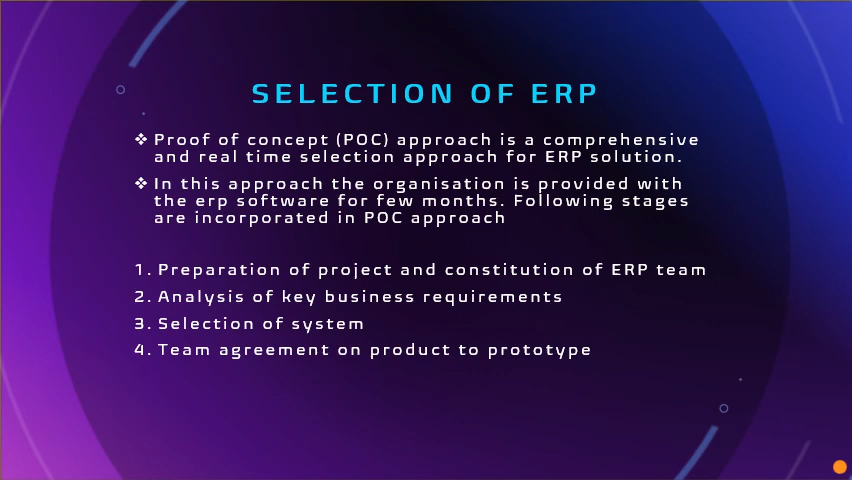 SELECTION OF ERP
❖ Proof of concept (POC) approach is a comprehensive
and real time selection approach for ERP solution.
❖ In this approach the organisation is provided with
the erp software for few months. Following stages
are incorporated in POC approach
1. Preparation of project and constitution of ERP team
2. Analysis of key business requirements
3. Selection of system
4. Team agreement on product to prototype